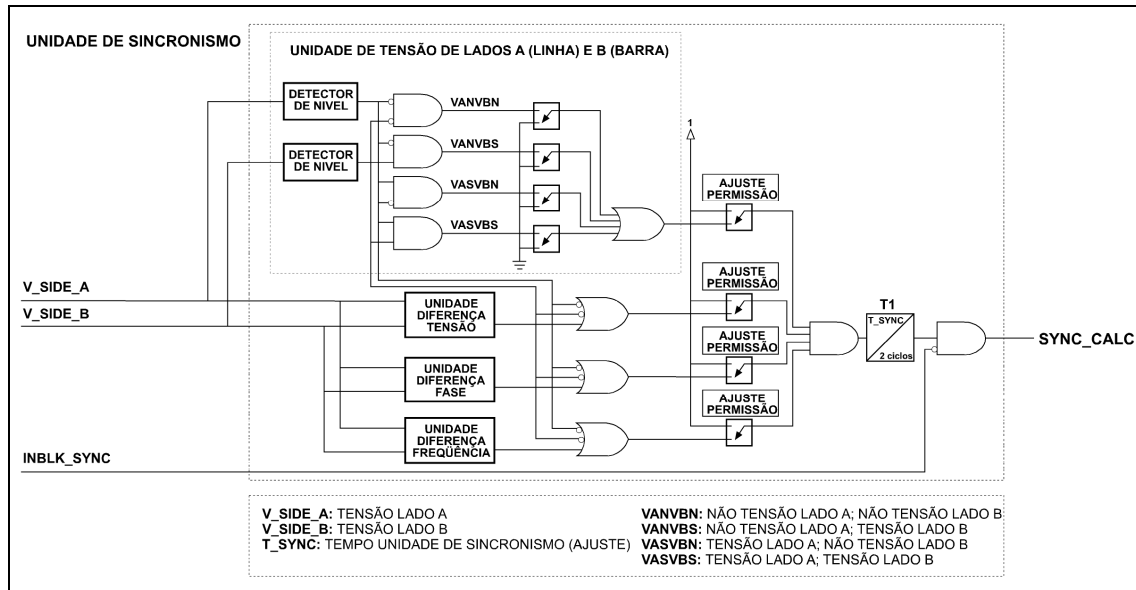 UNIDADE DE SINCRONISMO
UNIDADE DE TENSÃO DE LADOS A (LINHA) E B (BARRA)
DETECTOR
DE NIVEL
VANVBN
DETECTOR
DE NIVEL
VANVBS
VASVBN
VASVBS
1
AJUSTE
PERMISSÃO
V_SIDE_A
V_SIDE_B
UNIDADE
DIFERENÇA
TENSÃO
AJUSTE
PERMISSÃO
T1
T_SYNC
2 ciclos
SYNC_CALC
UNIDADE
DIFERENÇA
FASE
AJUSTE
PERMISSÃO
UNIDADE
DIFERENÇA
FREQÜÊNCIA
AJUSTE
PERMISSÃO
INBLK_SYNC
V_SIDE_A: TENSÃO LADO A
V_SIDE_B: TENSÃO LADO B
T_SYNC: TEMPO UNIDADE DE SINCRONISMO (AJUSTE)
VANVBN: NÃO TENSÃO LADO A; NÃO TENSÃO LADO B
VANVBS: NÃO TENSÃO LADO A; TENSÃO LADO B
VASVBN: TENSÃO LADO A; NÃO TENSÃO LADO B
VASVBS: TENSÃO LADO A; TENSÃO LADO B